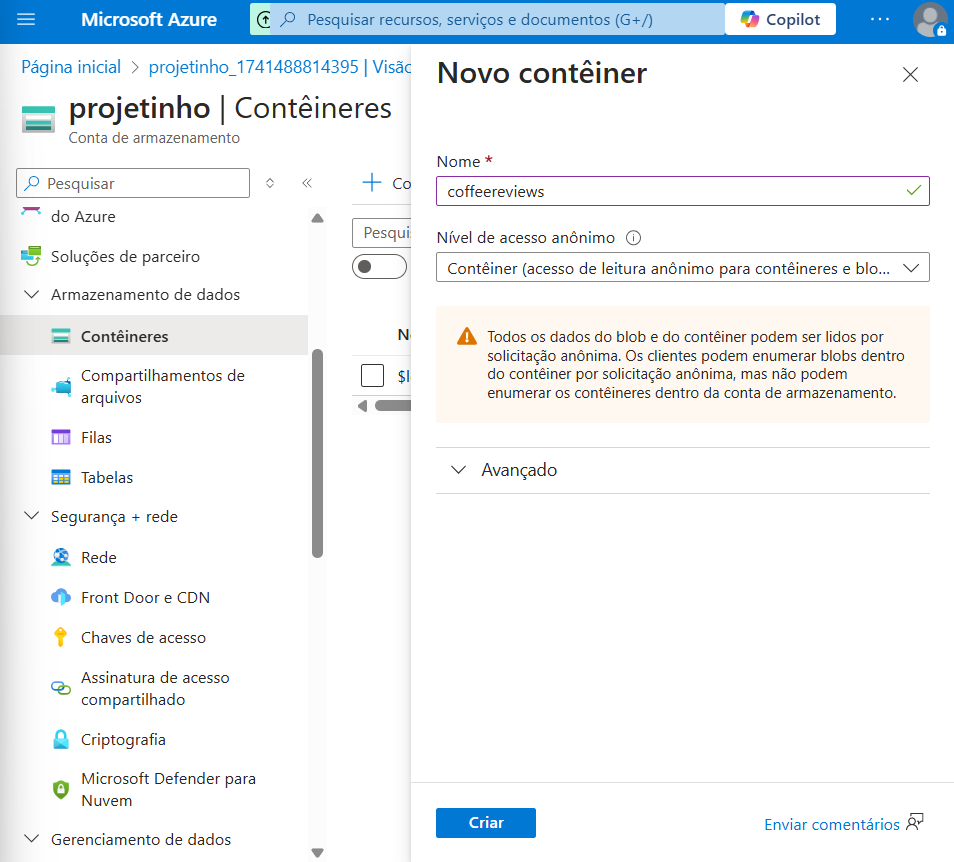 Microsoft Azure
Pesquisar recursos, serviços e documentos (G+/)
Copilot
Página inicial > projetinho_1741488814395 | Visão
projetinho | Contêineres
Conta de armazenamento
Pesquisar
do Azure
Soluções de parceiro
Armazenamento de dados
Contêineres
Compartilhamentos de
arquivos
Filas
Tabelas
Segurança + rede
Rede
Front Door e CDN
Chaves de acesso
Assinatura de acesso
compartilhado
Criptografia
Microsoft Defender para
Nuvem
Gerenciamento de dados
+ Co
Pesqui
N
$l
Novo contêiner
Nome *
coffeereviews
Nível de acesso anônimo
Contêiner (acesso de leitura anônimo para contêineres e blo...
Todos os dados do blob e do contêiner podem ser lidos por
solicitação anônima. Os clientes podem enumerar blobs dentro
do contêiner por solicitação anônima, mas não podem
enumerar os contêineres dentro da conta de armazenamento.
Avançado
Criar
Enviar comentários